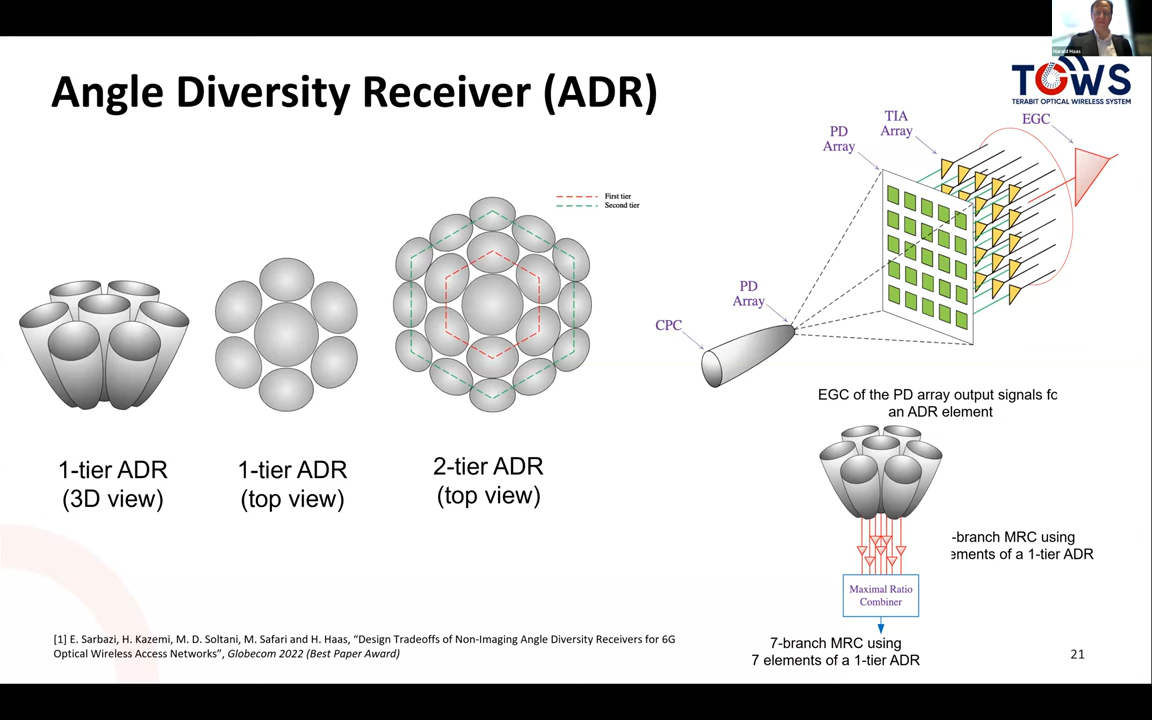 Harald Haas
Angle Diversity Receiver (ADR)
TOWS
TERABIT OPTICAL WIRELESS SYSTEM
TIA
Array
EGC
PD
Array
First tier
Second tier
PD
Array
CPC
EGC of the PD array output signals fo
an ADR element
1-tier ADR
(3D view)
1-tier ADR
(top view)
2-tier ADR
(top view)
-branch MRC using
ements of a 1-tier ADR
Maximal Ratio
Combiner
7-branch MRC using
7 elements of a 1-tier ADR
[1] E. Sarbazi, H. Kazemi, M. D. Soltani, M. Safari and H. Haas, “Design Tradeoffs of Non-Imaging Angle Diversity Receivers for 6G
Optical Wireless Access Networks”, Globecom 2022 (Best Paper Award)
21